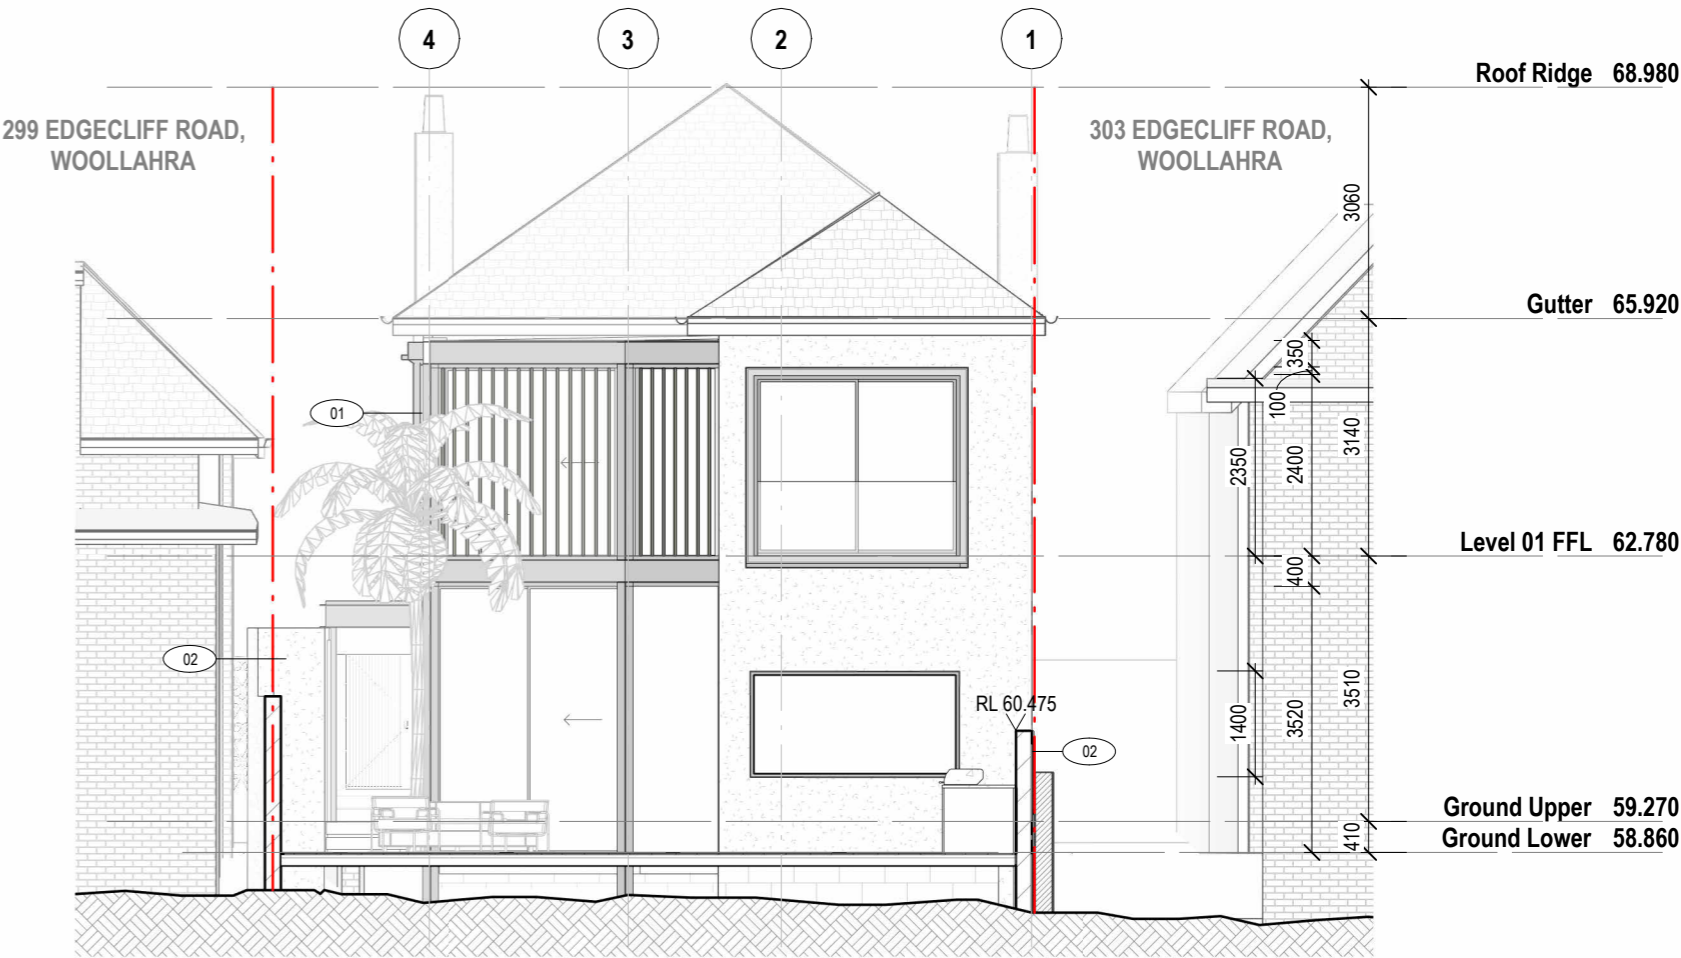 4
3
2
1
Roof Ridge 68.980
299 EDGECLIFF ROAD,
WOOLLAHRA
303 EDGECLIFF ROAD,
WOOLLAHRA
3060
Gutter 65.920
350
100
01
2350
2400
3140
Level 01 FFL 62.780
400
02
RL 60.475
1400
3520
3510
02
Ground Upper 59.270
410
Ground Lower 58.860